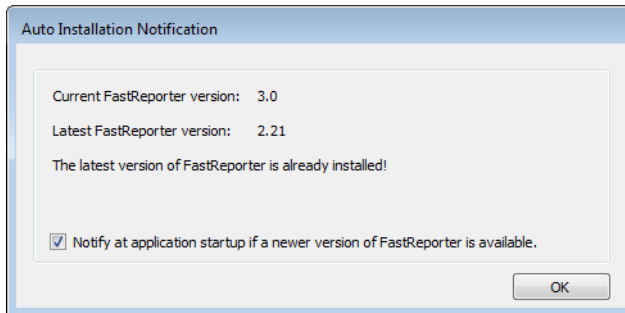 Auto Installation Notification
Current FastReporter version: 3.0
Latest FastReporter version: 2.21
The latest version of FastReporter is already installed!
Notify at application startup if a newer version of FastReporter is available.
OK